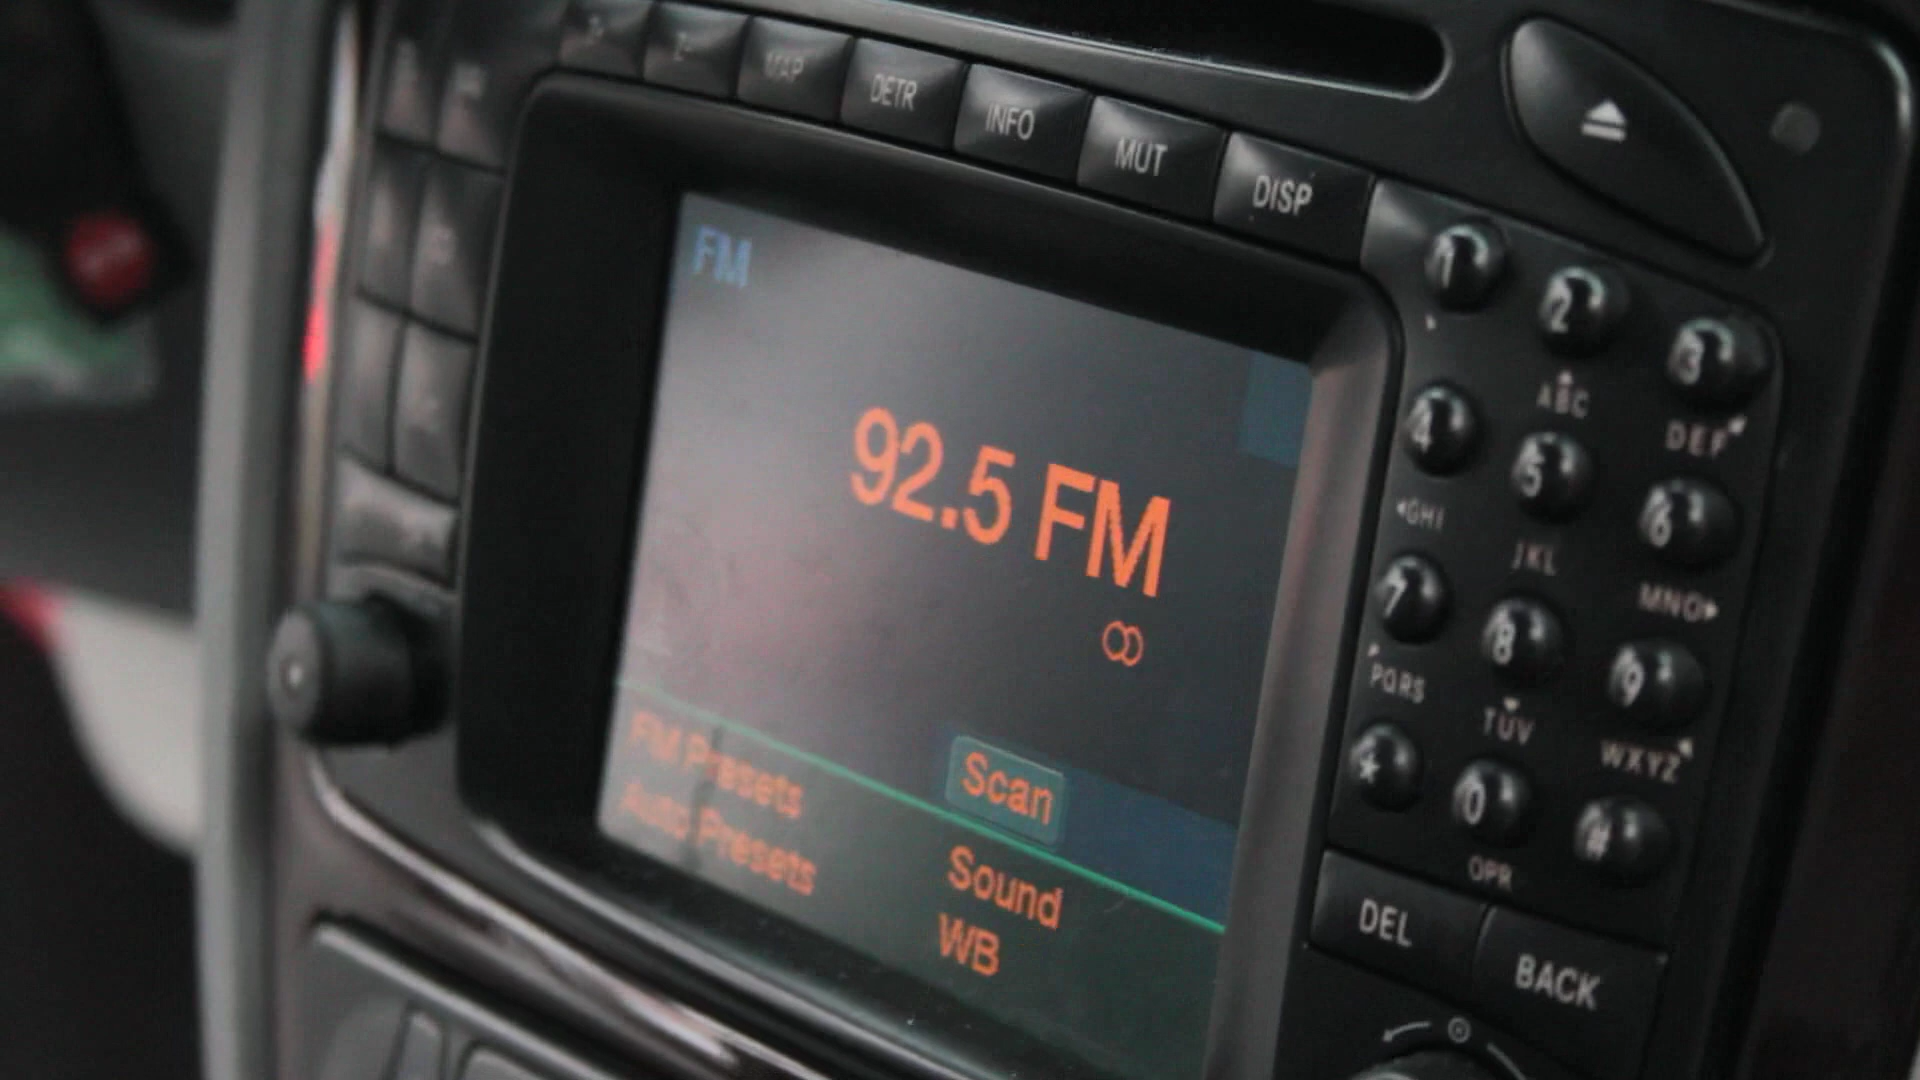 MAP
DETR
INFO
MUT
DISP
FM
92.5 FM
FM Presets
Scan
Auto Presets
Sound
WB
1
2
3
ABC
DEF
4
5
6
GHI
JKL
MNO
7
8
9
PQRS
TUV
WXYZ
*
0
#
OPR
DEL
BACK